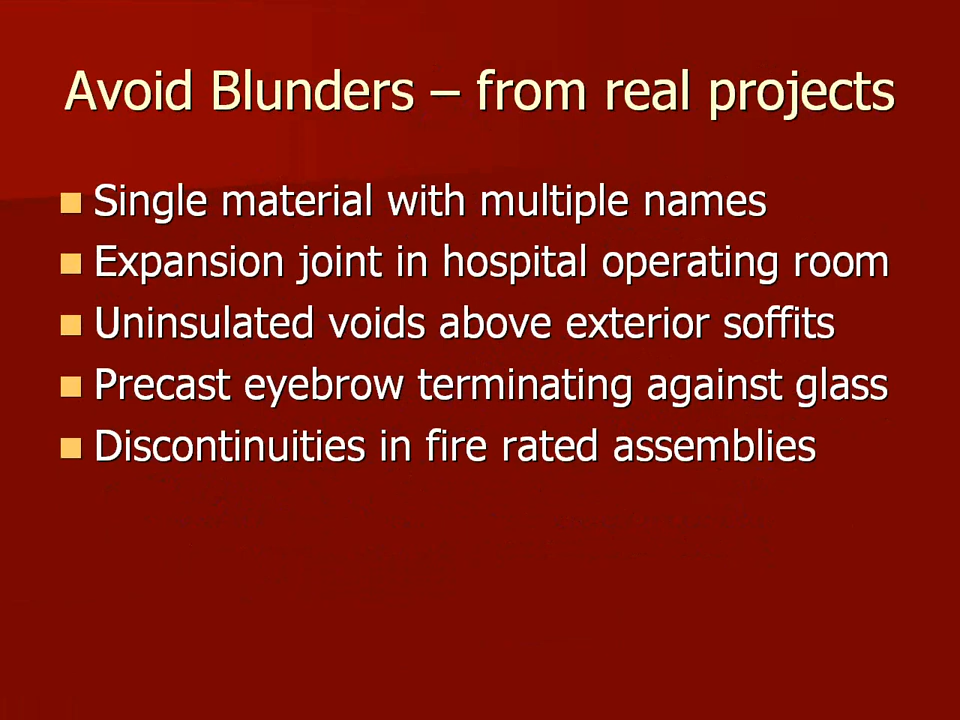 Avoid Blunders – from real projects
Single material with multiple names
Expansion joint in hospital operating room
Uninsulated voids above exterior soffits
Precast eyebrow terminating against glass
Discontinuities in fire rated assemblies